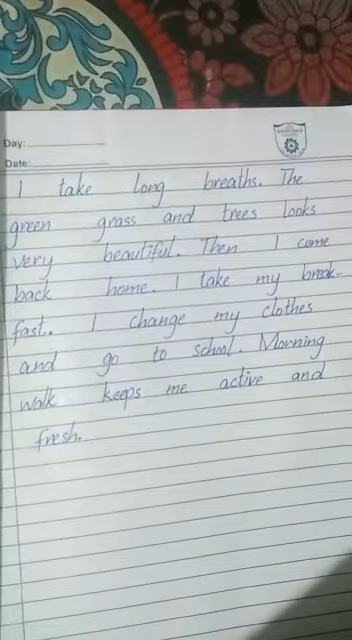 Day:
Date:
I take long breaths. The
green grass and trees looks
very beautiful. Then I come
back home. I take my break-
fast. I change my clothes
and go to school. Morning
walk keeps me active and
fresh.